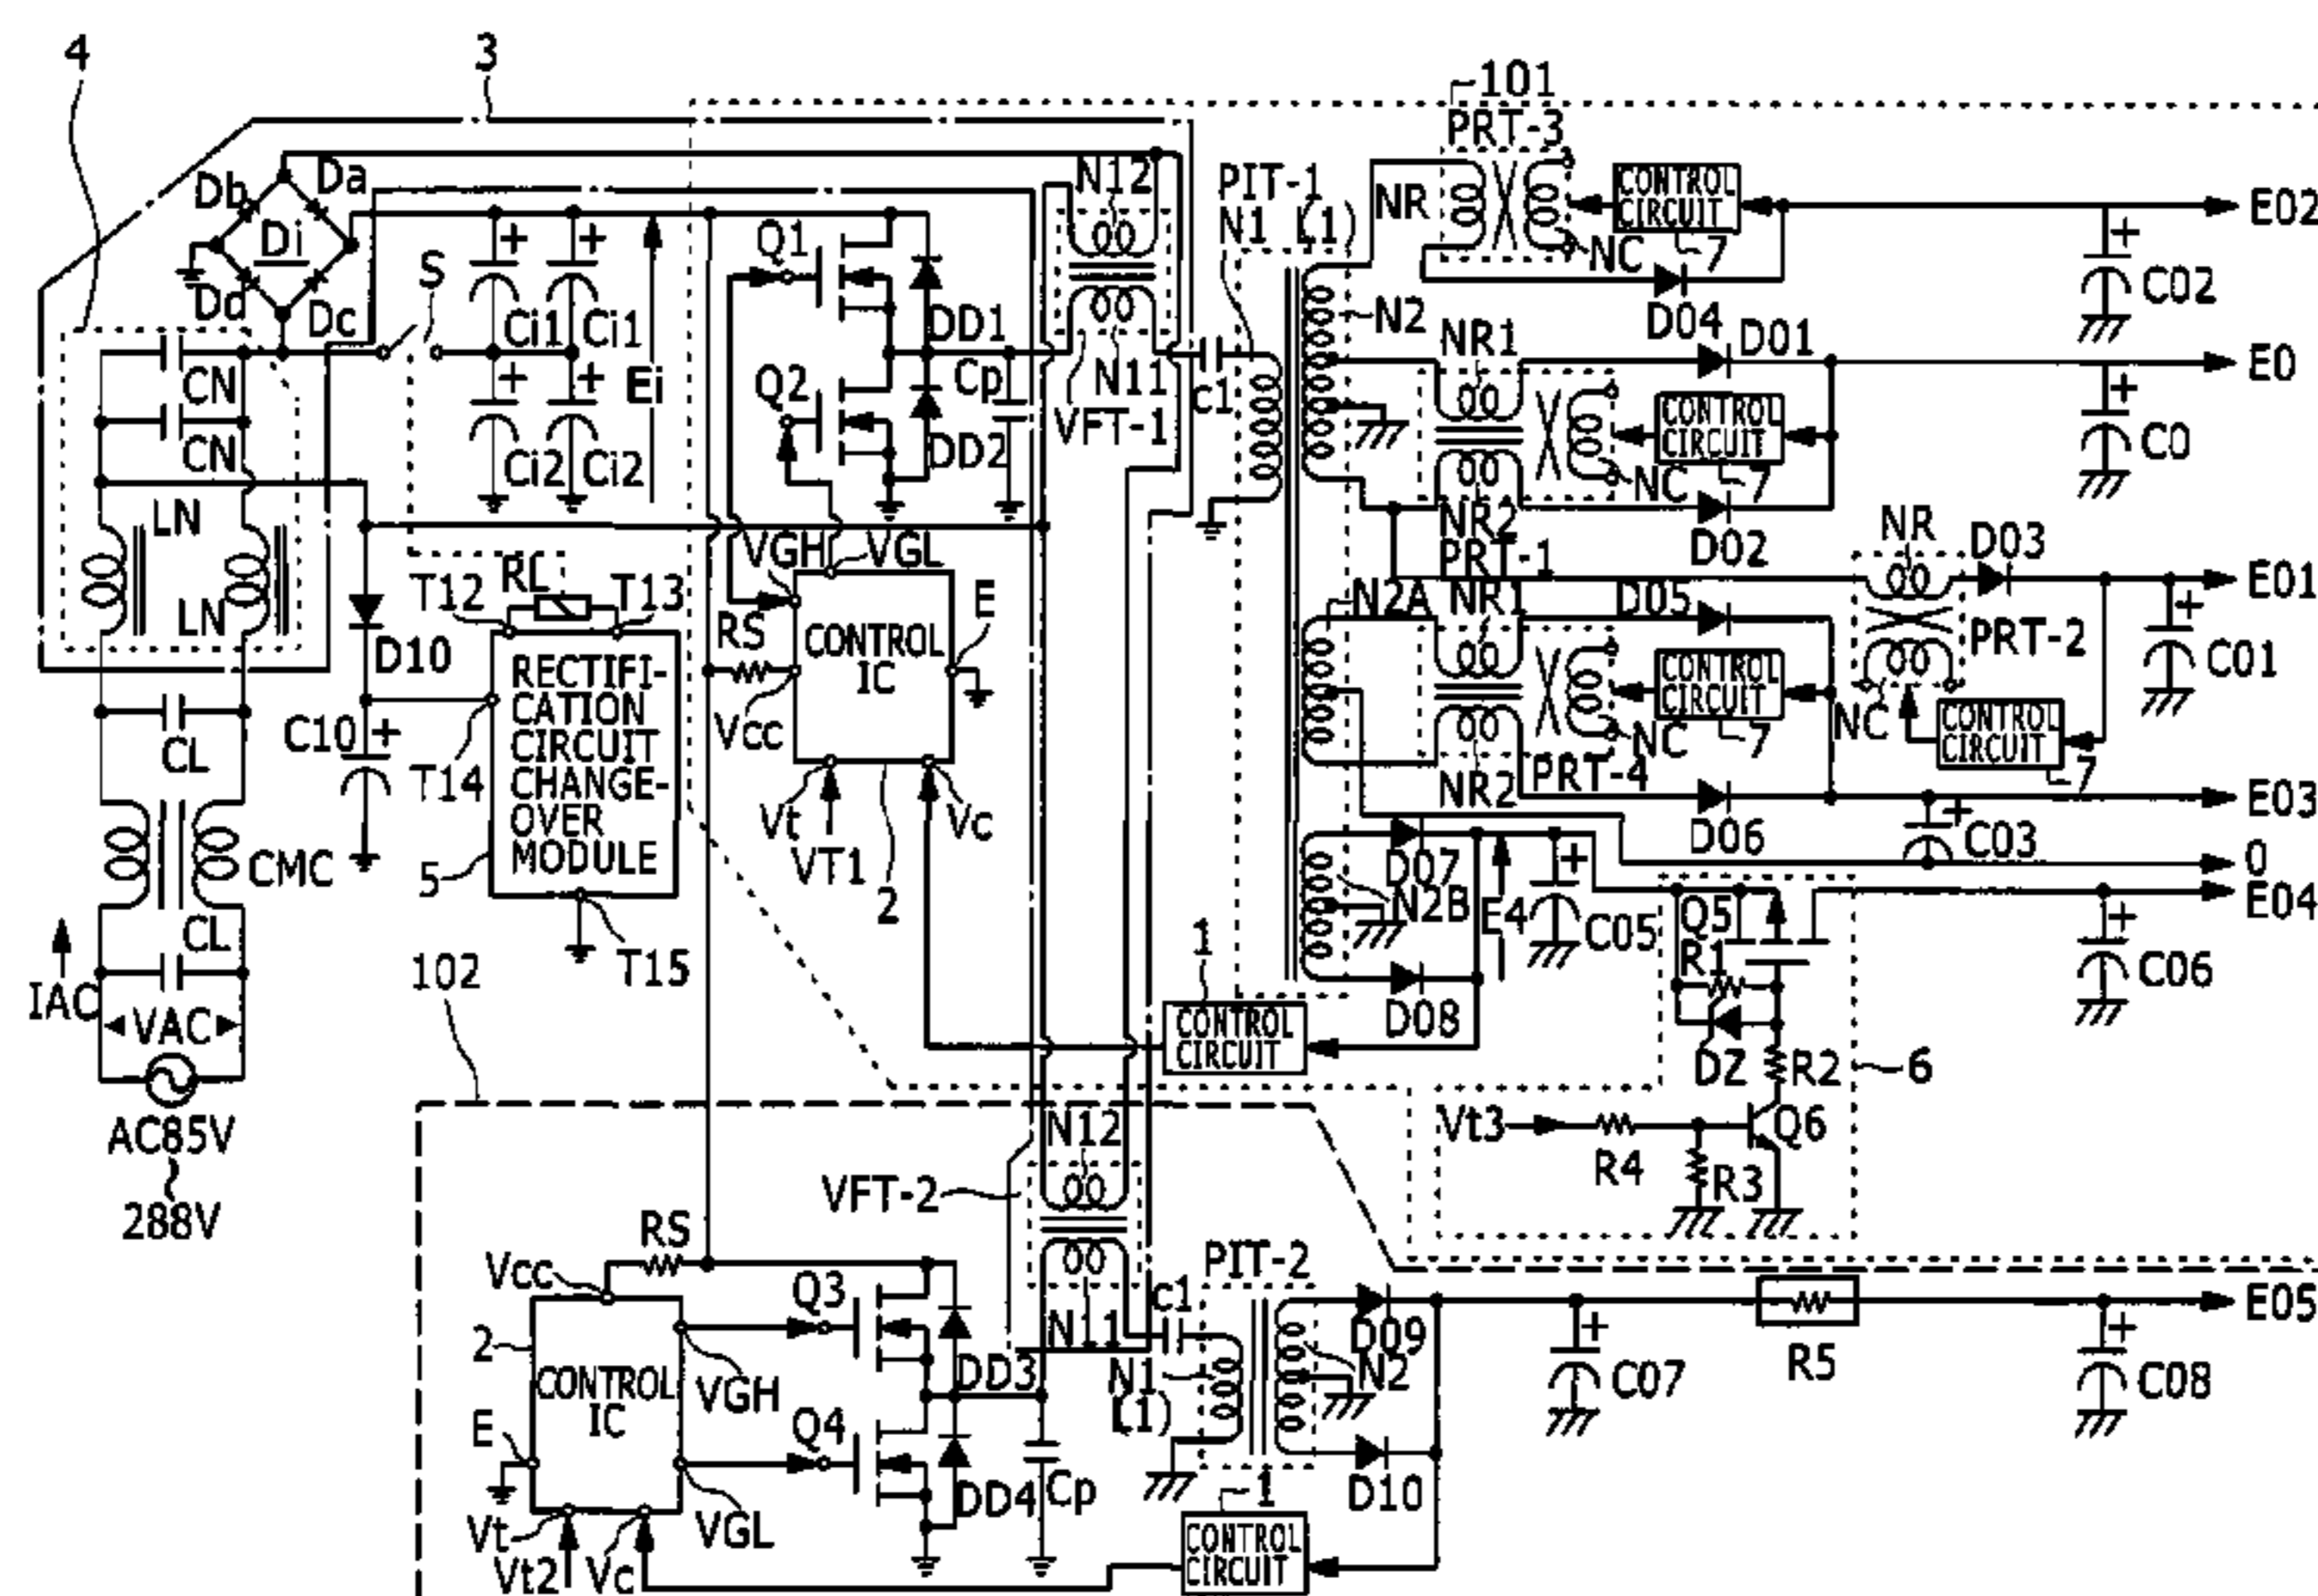 4
3
101
PRT-3
Db
Da
Di
Dd
Dc
S
N12
PIT-1
N1 (L1)
NR
CONTROL
CIRCUIT
NC
7
E02
C02
D04
N2
Q1
Ci1
Ci1
DD1
NR1
D01
E0
CN
CN
Ei
Q2
Cp
N11
c1
VFT-1
CONTROL
CIRCUIT
C0
Ci2
Ci2
DD2
NC
7
LN
NR2
D02
PRT-1
NR
D03
VGH
VGL
RL
T12
T13
E
N2A
NR1
D05
E01
LN
D10
RS
CONTROL
IC
PRT-2
C01
RECTIFI-
CATION
CIRCUIT
CHANGE-
OVER
MODULE
CONTROL
CIRCUIT
Vcc
C10
CL
T14
NC
7
NC
CONTROL
CIRCUIT
7
PRT-4
NR2
Vt
VT1
Vc
2
D06
E03
C03
CMC
5
D07
0
N2B
E4
C05
Q5
E04
CL
T15
1
R1
C06
102
IAC
VAC
D08
CONTROL
CIRCUIT
DZ
R2
6
AC85V
~
288V
N12
Vt3
R4
Q6
R3
VFT-2
RS
Vcc
PIT-2
Q3
c1
D09
E05
2
N11
CONTROL
IC
DD3
N1
(L1)
N2
R5
C07
C08
VGH
E
Q4
DD4
Cp
D10
VGL
1
Vt
Vt2
Vc
CONTROL
CIRCUIT